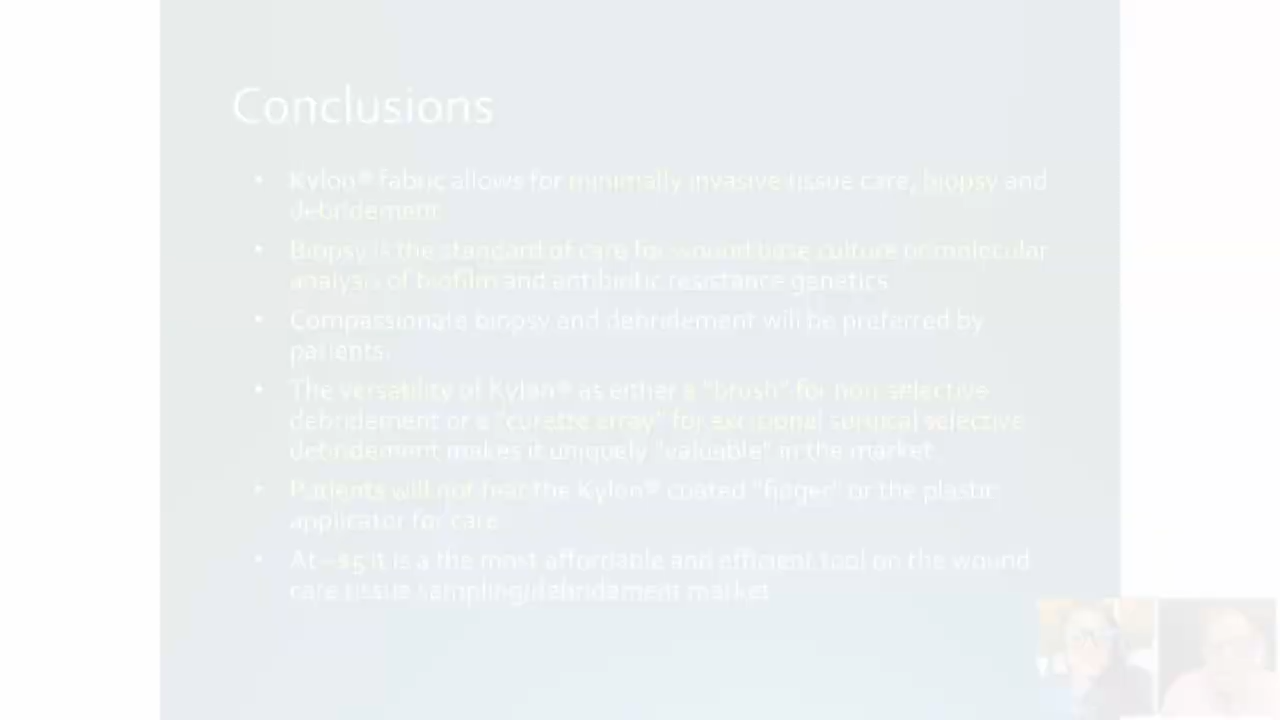 Conclusions
• Kylon® fabric allows for minimally invasive tissue care, biopsy and
debridement
• Biopsy is the standard of care for wound base culture or molecular
analysis of biofilm and antibiotic resistance genetics
• Compassionate biopsy and debridement will be preferred by
patients.
• The versatility of Kylon® as either a "brush" for non selective
debridement or a "curette array" for excisional surgical selective
debridement makes it uniquely "valuable" in the market
• Patients will not fear the Kylon® coated "finger" or the plastic
applicator for care
• At ~$5 it is a the most affordable and efficient tool on the wound
care tissue sampling/debridement market